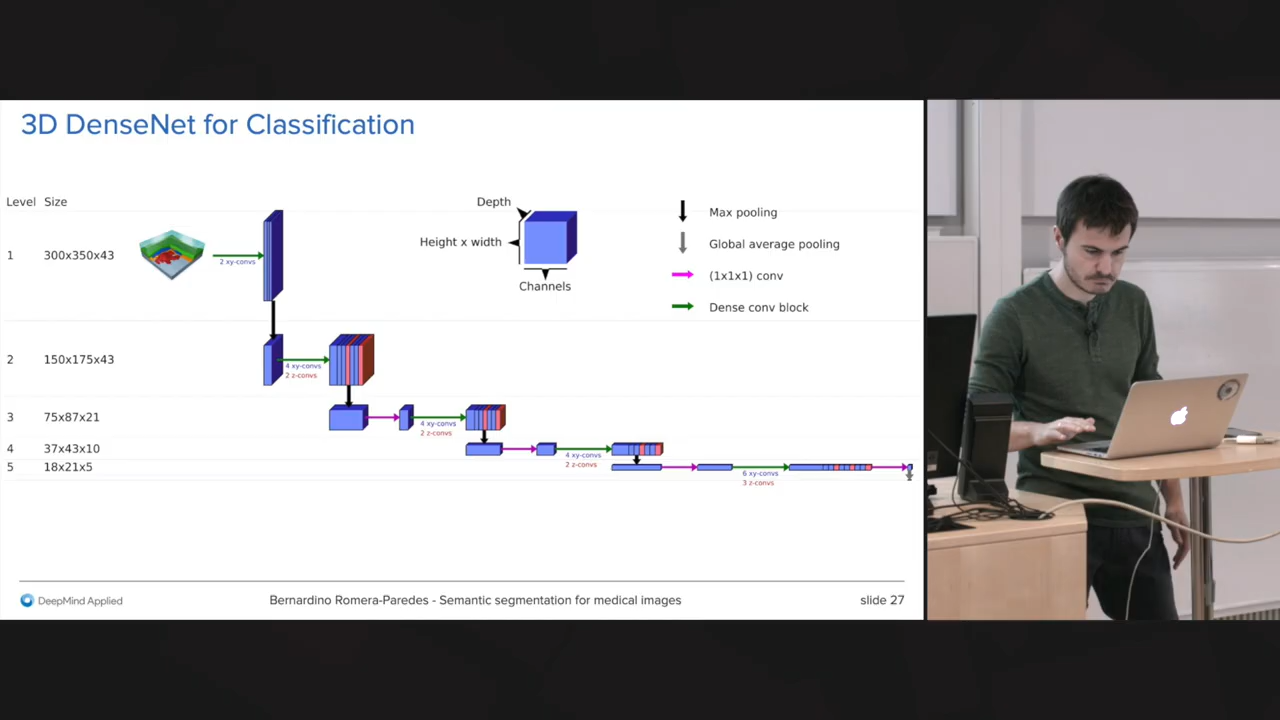 3D DenseNet for Classification
Level Size
Depth
Height x width
Channels
Max pooling
Global average pooling
(1x1x1) conv
Dense conv block
1 300x350x43
2 xy-convs
2 150x175x43
4 xy-convs
2 z-convs
3 75x87x21
4 xy-convs
2 z-convs
4 37x43x10
4 xy-convs
2 z-convs
5 18x21x5
6 xy-convs
3 z-convs
DeepMind Applied
Bernardino Romera-Paredes - Semantic segmentation for medical images
slide 27